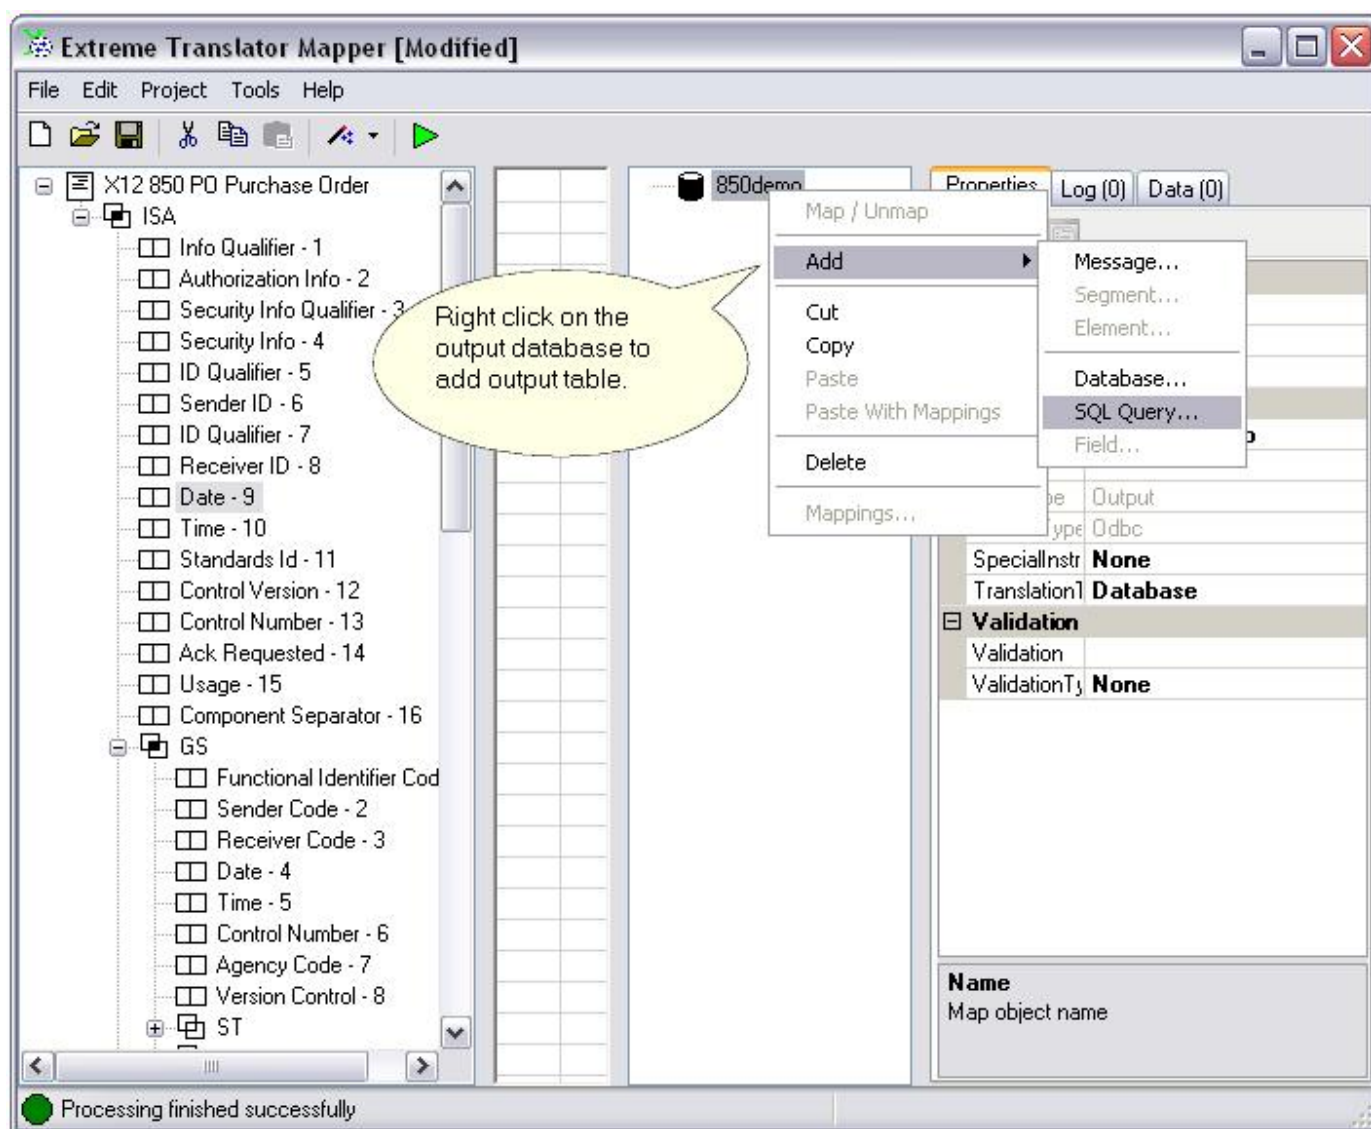 Extreme Translator Mapper [Modified]
File Edit Project Tools Help
X12 850 PO Purchase Order
ISA
Info Qualifier - 1
Authorization Info - 2
Security Info Qualifier - 3
Security Info - 4
ID Qualifier - 5
Sender ID - 6
ID Qualifier - 7
Receiver ID - 8
Date - 9
Time - 10
Standards Id - 11
Control Version - 12
Control Number - 13
Ack Requested - 14
Usage - 15
Component Separator - 16
GS
Functional Identifier Cod
Sender Code - 2
Receiver Code - 3
Date - 4
Time - 5
Control Number - 6
Agency Code - 7
Version Control - 8
ST
850demo
Right click on the
output database to
add output table.
Map / Unmap
Add
Cut
Copy
Paste
Paste With Mappings
Delete
Mappings...
Message...
Segment...
Element...
Database...
SQL Query...
Field...
Properties Log (0) Data (0)
Output
Odbc
SpecialInstr None
TranslationT Database
Validation
Validation
ValidationTy None
Name
Map object name
Processing finished successfully